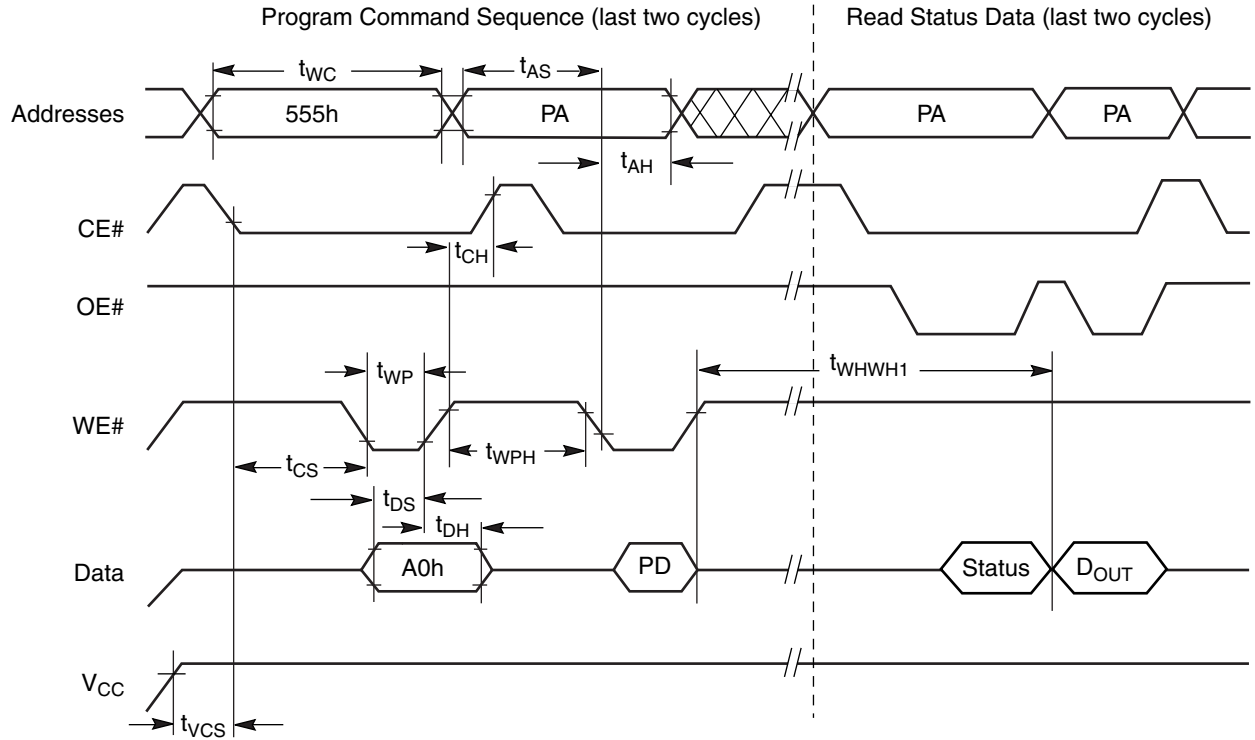 Program Command Sequence (last two cycles)
Read Status Data (last two cycles)
tWC
tAS
Addresses
555h
PA
PA
PA
tAH
CE#
tCH
OE#
tWP
tWHWH1
WE#
tCS
tWPH
tDS
tDH
Data
A0h
PD
Status
DOUT
VCC
tVCS